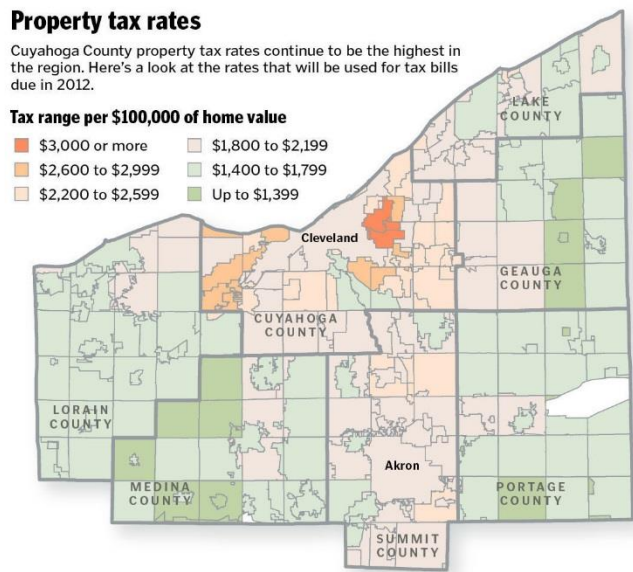 Property tax rates
Cuyahoga County property tax rates continue to be the highest in
the region. Here's a look at the rates that will be used for tax bills
due in 2012.
Tax range per $100,000 of home value
$3,000 or more
$2,600 to $2,999
$2,200 to $2,599
$1,800 to $2,199
$1,400 to $1,799
Up to $1,399
LAKE
COUNTY
Cleveland
GEAUGA
COUNTY
CUYAHOGA
COUNTY
LORAIN
COUNTY
Akron
MEDINA
COUNTY
PORTAGE
COUNTY
SUMMIT
COUNTY